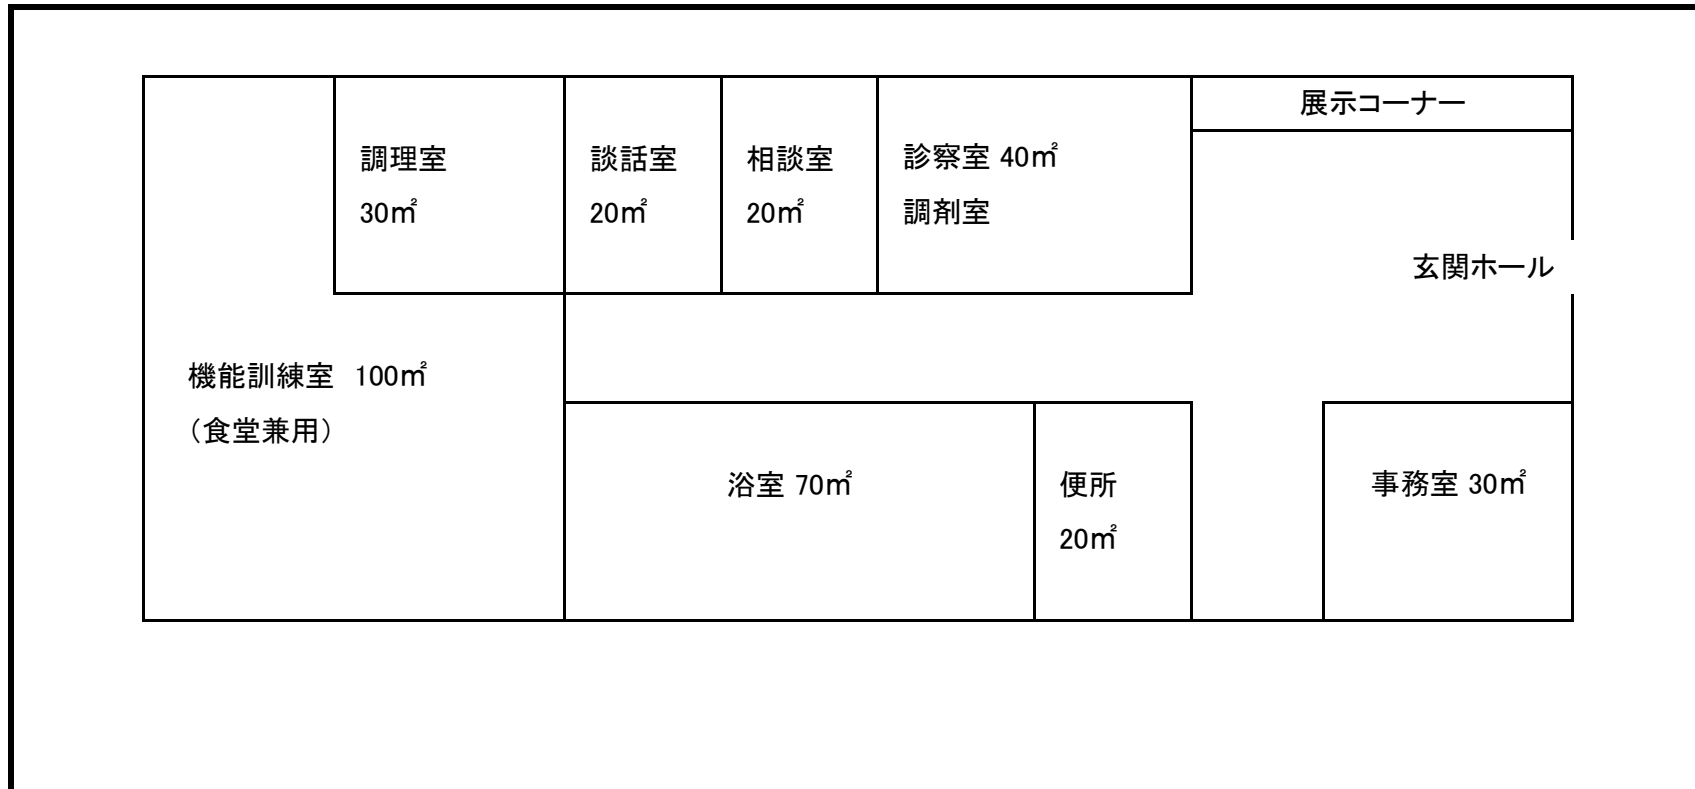 展示コーナー
調理室
30㎡
談話室
20㎡
相談室
20㎡
診察室 40㎡
調剤室
玄関ホール
機能訓練室　100㎡
（食堂兼用）
浴室 70㎡
便所
20㎡
事務室 30㎡